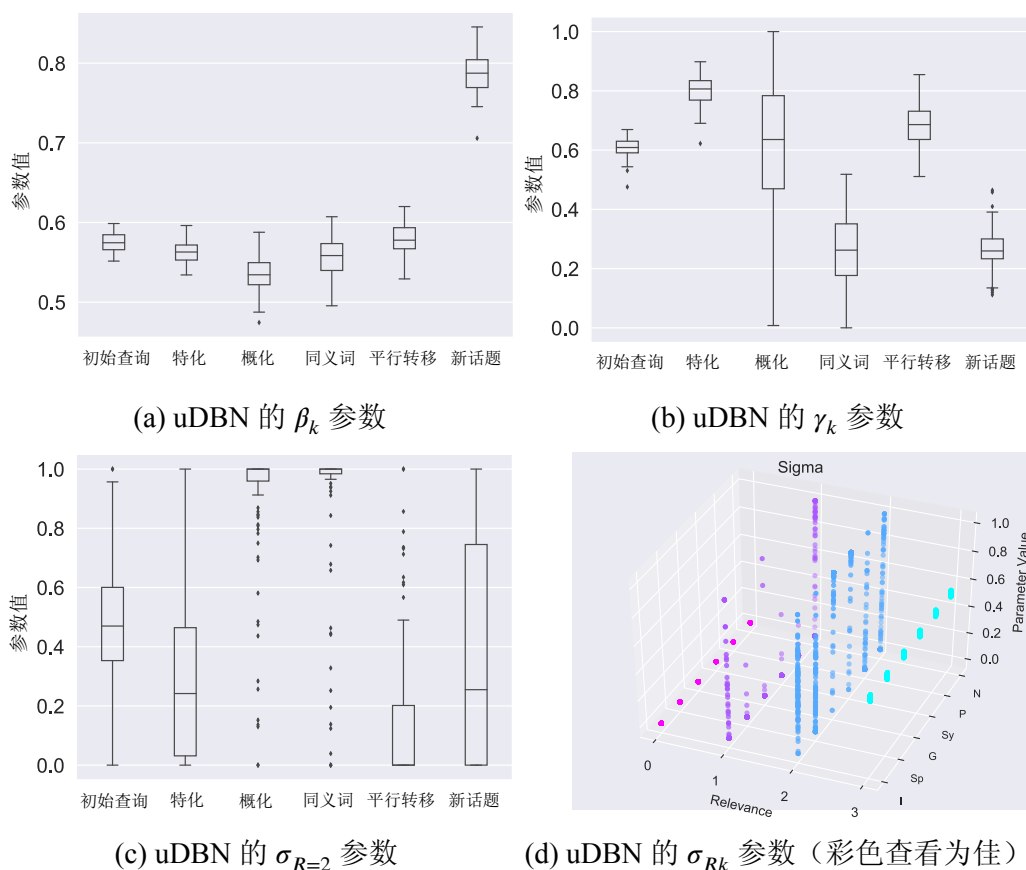 参数值
0.8
0.7
0.6
0.5
初始查询 特化 概化 同义词 平行转移 新话题
(a) uDBN 的 βk 参数
参数值
1.0
0.8
0.6
0.4
0.2
0.0
初始查询 特化 概化 同义词 平行转移 新话题
(b) uDBN 的 γk 参数
参数值
1.0
0.8
0.6
0.4
0.2
0.0
初始查询 特化 概化 同义词 平行转移 新话题
(c) uDBN 的 σR=2 参数
Sigma
1.0
0.8
0.6
0.4
0.2
0.0
Parameter Value
N
P
Sy
G
Sp
I
0
1
2
3
Relevance
(d) uDBN 的 σRk 参数（彩色查看为佳）